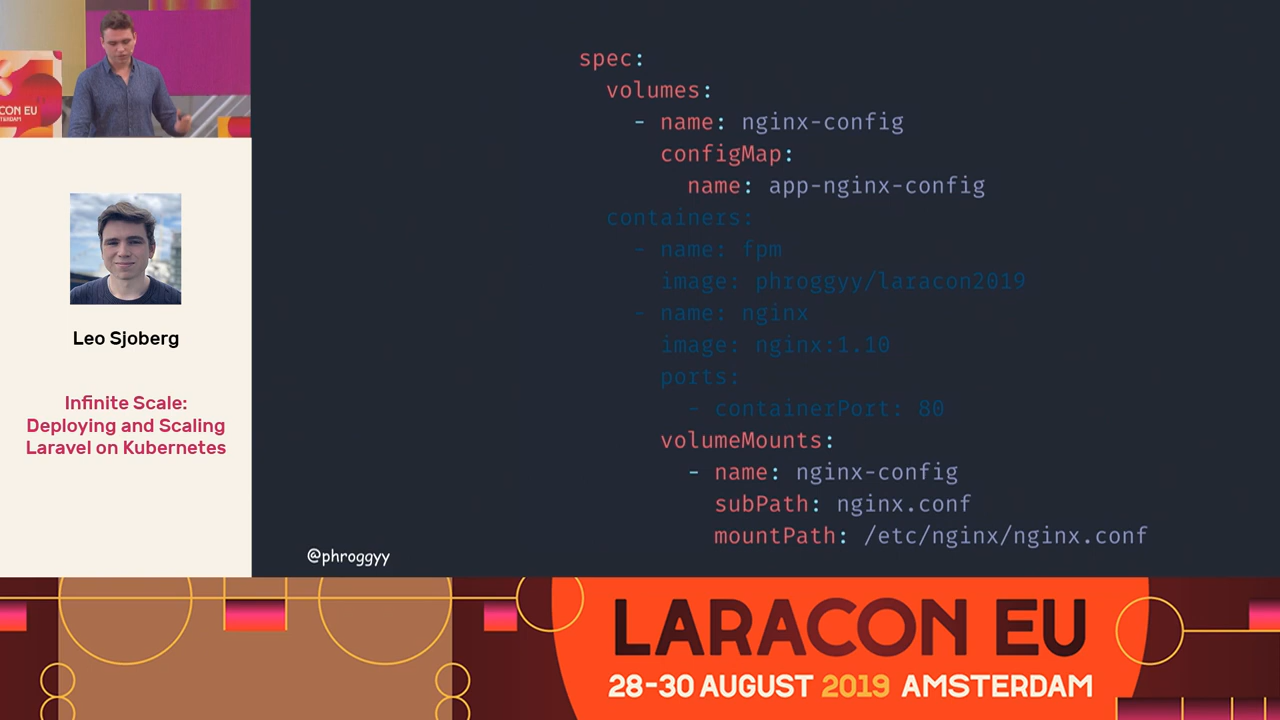 CON EU
Leo Sjoberg
Infinite Scale:
Deploying and Scaling
Laravel on Kubernetes
spec:
  volumes:
    - name: nginx-config
      configMap:
        name: app-nginx-config
  containers:
    - name: fpm
      image: phroggyy/laracon2019
    - name: nginx
      image: nginx:1.10
      ports:
        - containerPort: 80
      volumeMounts:
        - name: nginx-config
          subPath: nginx.conf
          mountPath: /etc/nginx/nginx.conf
@phroggyy
LARACON EU
28-30 AUGUST 2019 AMSTERDAM